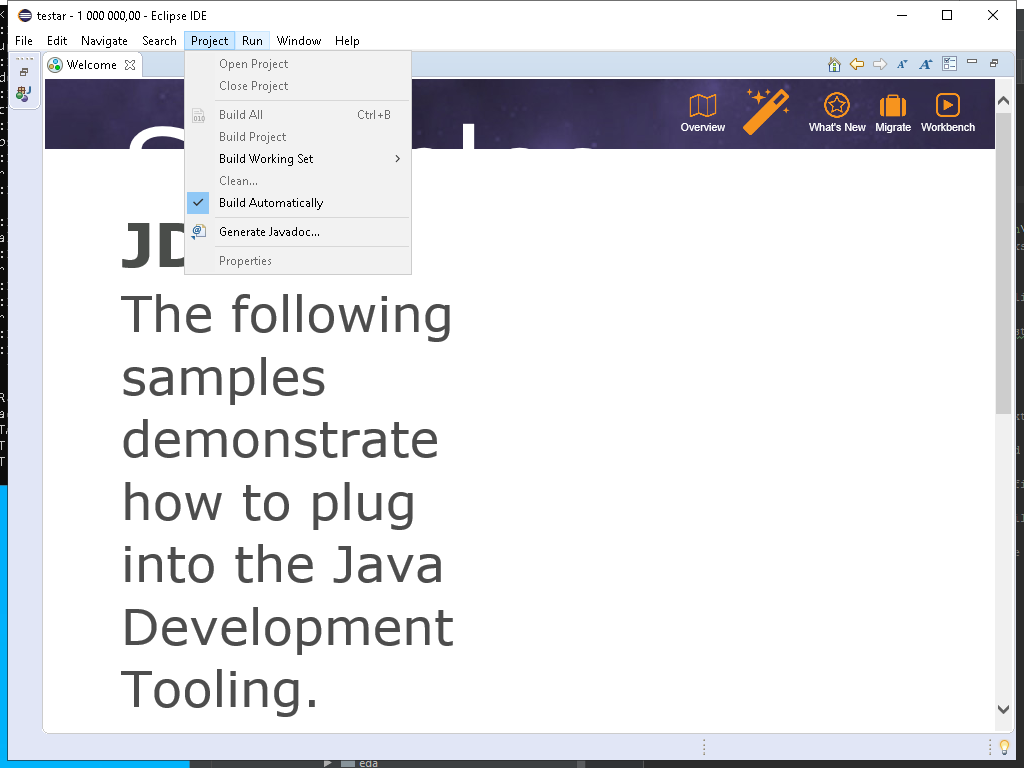 testar - 1 000 000,00 - Eclipse IDE
File Edit Navigate Search Project Run Window Help
Welcome
Open Project
Close Project
Build All Ctrl+B
Build Project
Build Working Set
Clean...
Build Automatically
Generate Javadoc...
Properties
Overview What's New Migrate Workbench
The following
samples
demonstrate
how to plug
into the Java
Development
Tooling.
eda